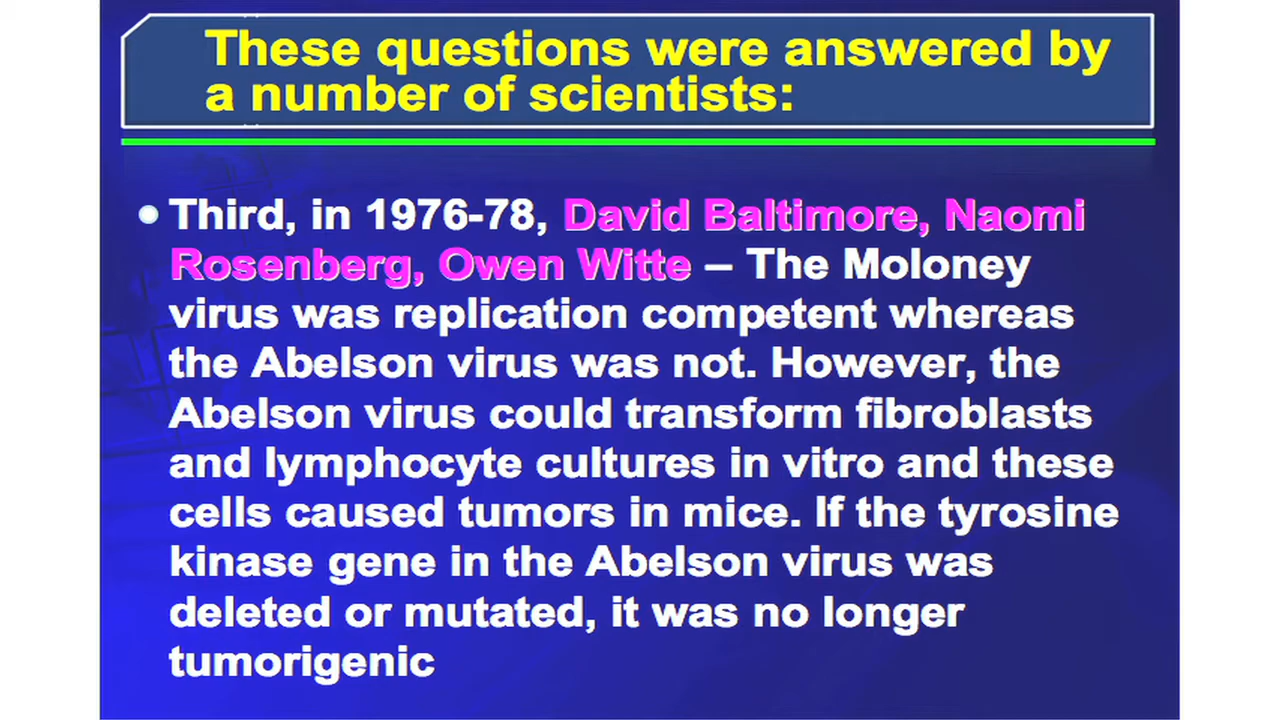 These questions were answered by
a number of scientists:
• Third, in 1976-78, David Baltimore, Naomi
Rosenberg, Owen Witte – The Moloney
virus was replication competent whereas
the Abelson virus was not. However, the
Abelson virus could transform fibroblasts
and lymphocyte cultures in vitro and these
cells caused tumors in mice. If the tyrosine
kinase gene in the Abelson virus was
deleted or mutated, it was no longer
tumorigenic